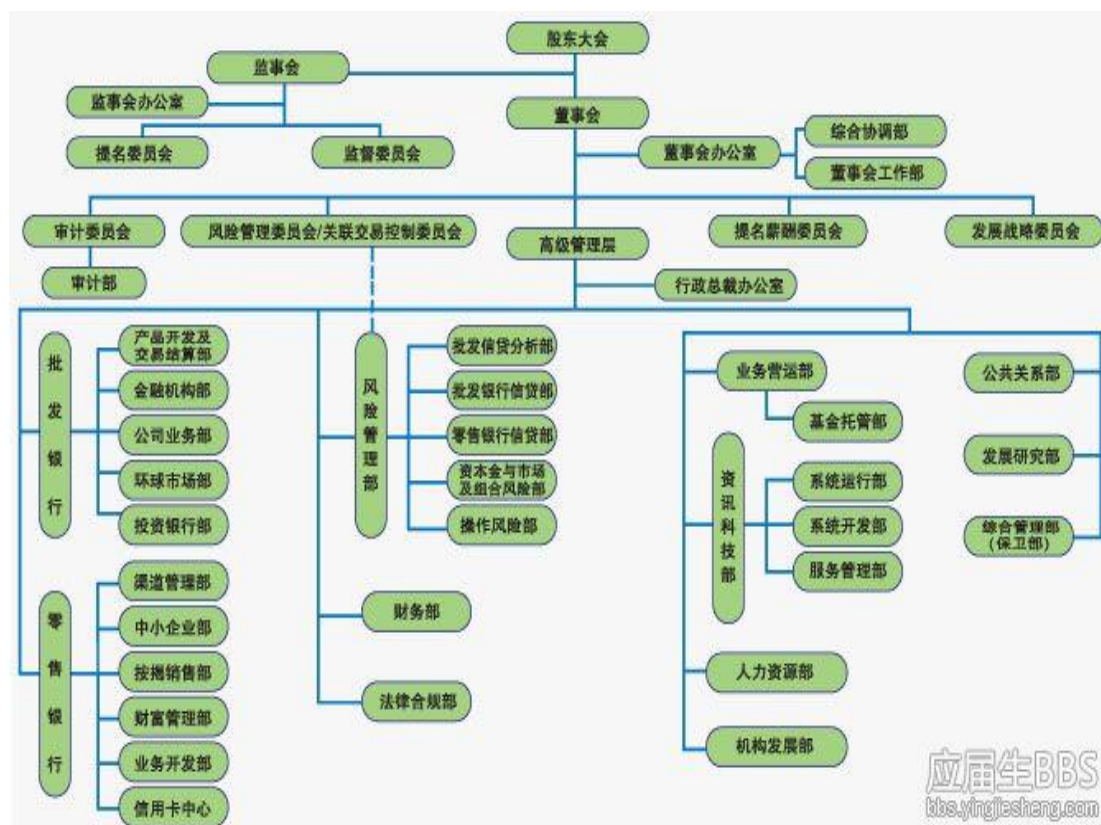 股东大会
监事会
监事会办公室
提名委员会
监督委员会
董事会
董事会办公室
综合协调部
董事会工作部
审计委员会
审计部
风险管理委员会/关联交易控制委员会
高级管理层
提名薪酬委员会
发展战略委员会
行政总裁办公室
批发银行
产品开发及
交易结算部
金融机构部
公司业务部
环球市场部
投资银行部
零售银行
渠道管理部
中小企业部
按揭销售部
财富管理部
业务开发部
信用卡中心
风险管理部
批发信贷分析部
批发银行信贷部
零售银行信贷部
资本金与市场
及组合风险部
操作风险部
财务部
法律合规部
业务营运部
基金托管部
资讯科技部
系统运行部
系统开发部
服务管理部
人力资源部
机构发展部
公共关系部
发展研究部
综合管理部
(保卫部)
应届生BBS
bbs.yingjiesheng.com